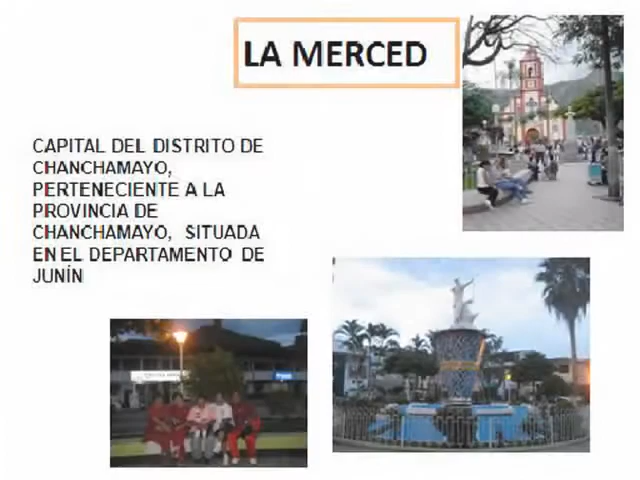 LA MERCED
CAPITAL DEL DISTRITO DE
CHANCHAMAYO,
PERTENECIENTE A LA
PROVINCIA DE
CHANCHAMAYO, SITUADA
EN EL DEPARTAMENTO DE
JUNÍN